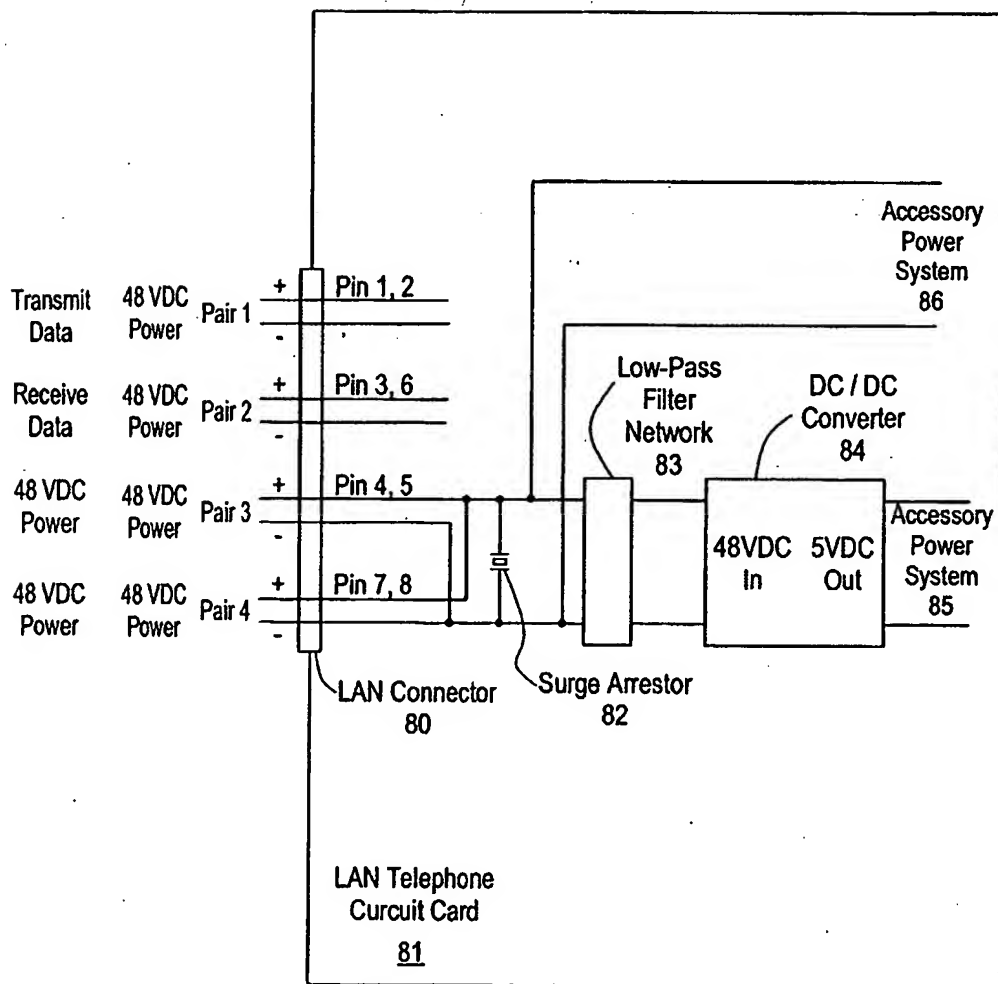 Accessory
Power
System
86
Transmit
Data
48 VDC
Power
Pair 1
+
-
Pin 1, 2
Receive
Data
48 VDC
Power
Pair 2
+
-
Pin 3, 6
48 VDC
Power
48 VDC
Power
Pair 3
+
-
Pin 4, 5
48 VDC
Power
48 VDC
Power
Pair 4
+
-
Pin 7, 8
Low-Pass
Filter
Network
83
DC / DC
Converter
84
48VDC
In
5VDC
Out
Accessory
Power
System
85
LAN Connector
80
Surge Arrestor
82
LAN Telephone
Curcuit Card
81